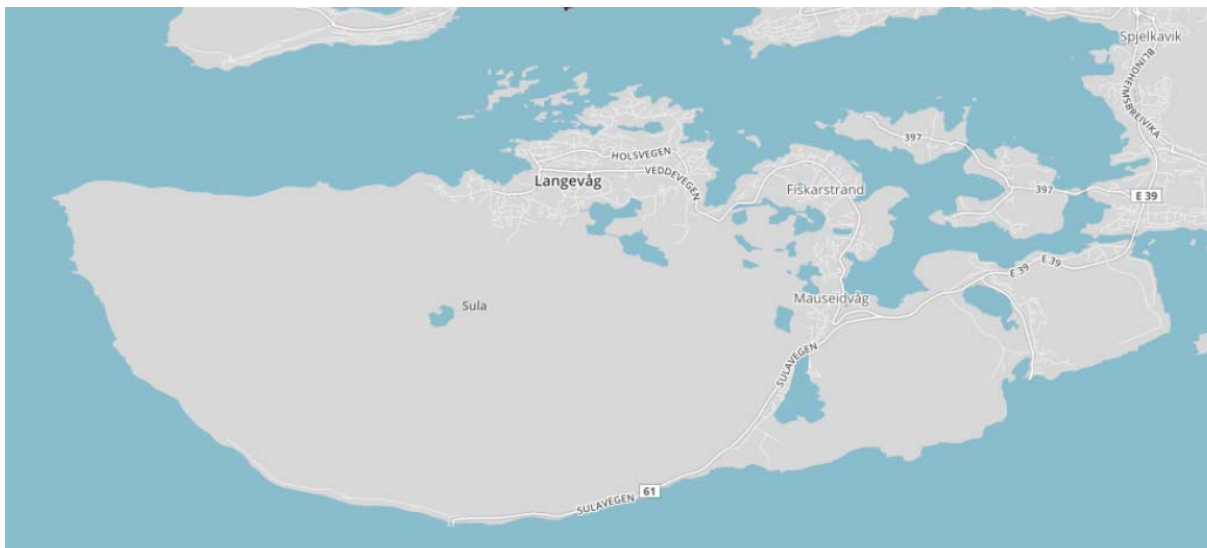 Spjelkavik
BLINDHEIMSBREIVIKA
397
HOLSVEGEN
VEDDEVEGEN
Langevåg
Fiskarstrand
397
E 39
E 39
E 39
Mauseidvåg
Sula
SULAVEGEN
61
SULAVEGEN